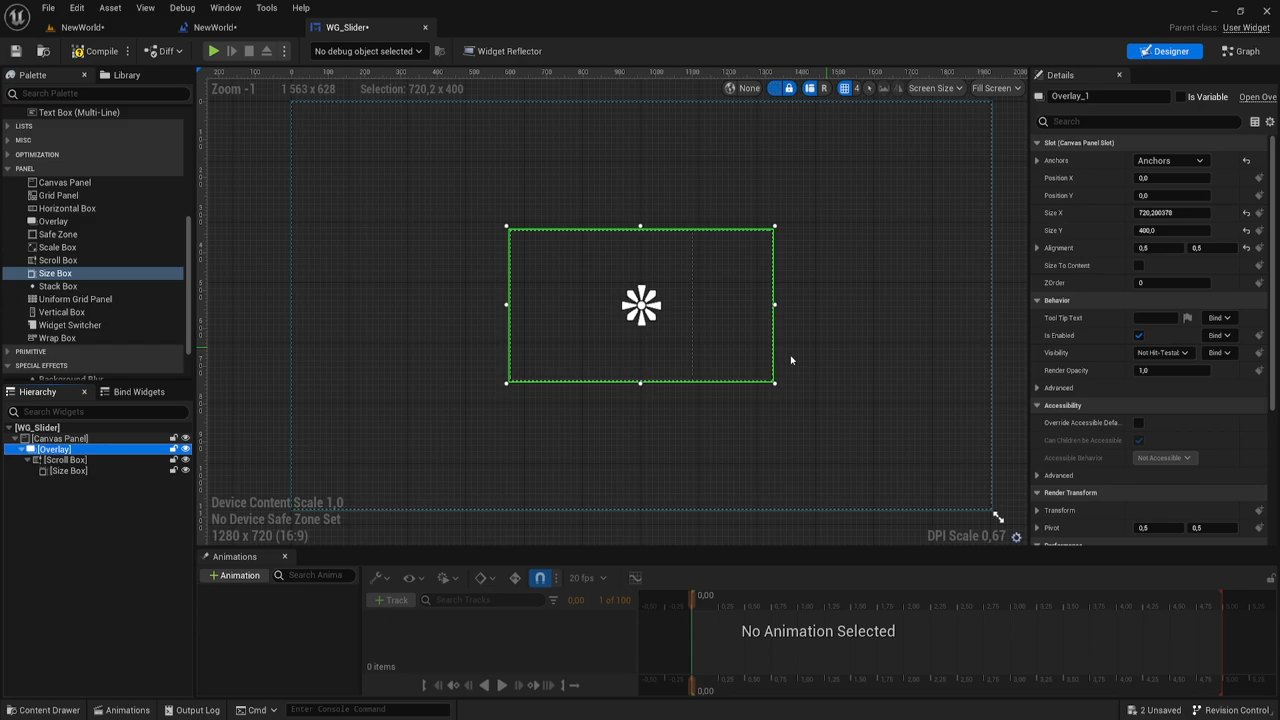 File Edit Asset View Debug Window Tools Help
NewWorld•
NewWorld•
WG_Slider•
Parent class: User Widget
Compile
Diff
No debug object selected
Widget Reflector
Designer
Graph
Palette
Library
Search Palette
Text Box (Multi-Line)
LISTS
MISC
OPTIMIZATION
PANEL
Canvas Panel
Grid Panel
Horizontal Box
Overlay
Safe Zone
Scale Box
Scroll Box
Size Box
Stack Box
Uniform Grid Panel
Vertical Box
Widget Switcher
Wrap Box
PRIMITIVE
SPECIAL EFFECTS
Background Blur
Hierarchy
Bind Widgets
Search Widgets
[WG_Slider]
[Canvas Panel]
[Overlay]
[Scroll Box]
[Size Box]
Zoom -1
1 563 x 628
Selection: 720,2 x 400
None
R
4
Screen Size
Fill Screen
Device Content Scale 1,0
No Device Safe Zone Set
1280 x 720 (16:9)
DPI Scale 0,67
Details
Overlay_1
Is Variable
Open Ove
Search
Slot (Canvas Panel Slot)
Anchors
Anchors
Position X
0,0
Position Y
0,0
Size X
720,200378
Size Y
400,0
Alignment
0,5
0,5
Size To Content
ZOrder
0
Behavior
Tool Tip Text
Bind
Is Enabled
Bind
Visibility
Not Hit-Testal
Bind
Render Opacity
1,0
Advanced
Accessibility
Override Accessible Defa..
Can Children be Accessible
Accessible Behavior
Not Accessible
Advanced
Render Transform
Transform
Pivot
0,5
0,5
Animations
Animation
Search Anima
Track
Search Tracks
20 fps
0,00
1 of 100
0,00
No Animation Selected
0 items
0,00
Content Drawer
Animations
Output Log
Cmd
Enter Console Command
2 Unsaved
Revision Control